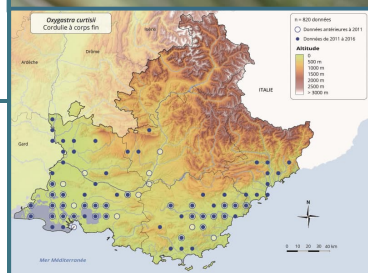 Oxygastra curtisii
Cordulie à corps fin
Isère
Drôme
Ardèche
Gard
ITALIE
Mer Méditerranée
n = 820 données
Données antérieures à 2011
Données de 2011 à 2016
Altitude
0
500 m
1000 m
1500 m
2000 m
2500 m
> 3000 m
N
0 10 20 30 40 km